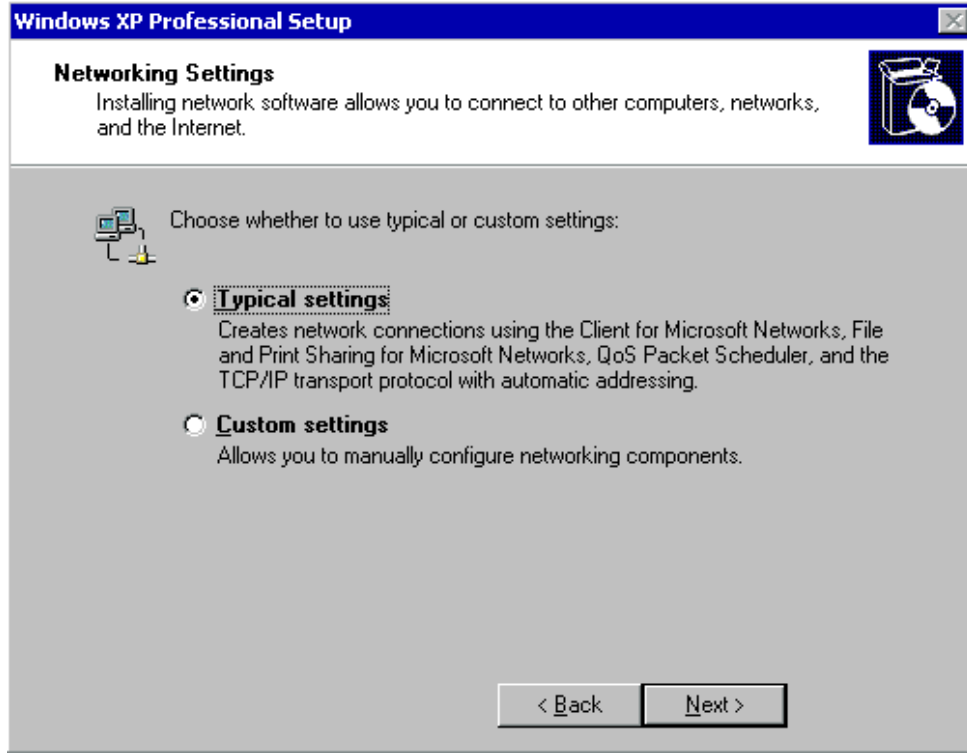 Windows XP Professional Setup
Networking Settings
Installing network software allows you to connect to other computers, networks,
and the Internet.
Choose whether to use typical or custom settings:
Typical settings
Creates network connections using the Client for Microsoft Networks, File
and Print Sharing for Microsoft Networks, QoS Packet Scheduler, and the
TCP/IP transport protocol with automatic addressing.
Custom settings
Allows you to manually configure networking components.
< Back
Next >